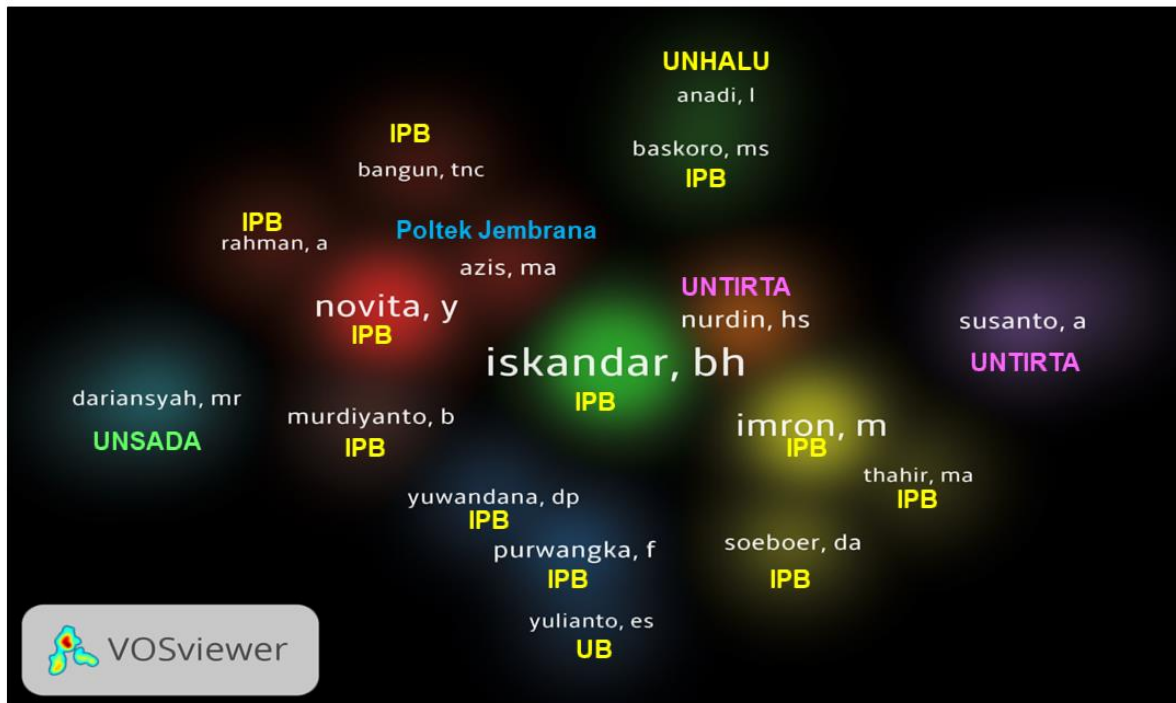 UNHALU
anadi, l
baskoro, ms
IPB
IPB
bangun, tnc
IPB
rahman, a
Poltek Jembrana
azis, ma
novita, y
IPB
UNTIRTA
nurdin, hs
susanto, a
UNTIRTA
iskandar, bh
IPB
dariansyah, mr
UNSADA
murdiyanto, b
IPB
imron, m
IPB
thahir, ma
IPB
yuwandana, dp
IPB
purwangka, f
IPB
soeboer, da
IPB
yulianto, es
UB
VOSviewer